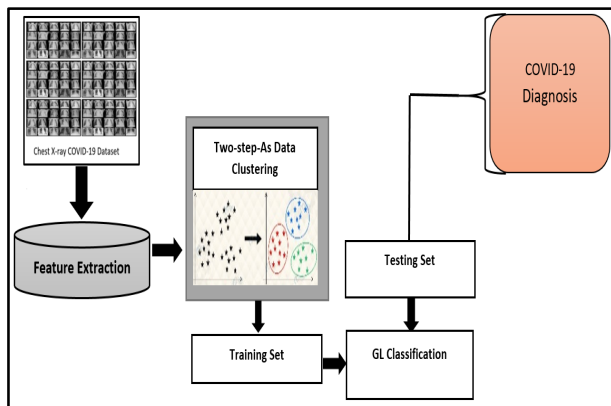 Chest X-ray COVID-19 Dataset
Feature Extraction
Two-step-As Data
Clustering
Training Set
Testing Set
GL Classification
COVID-19
Diagnosis